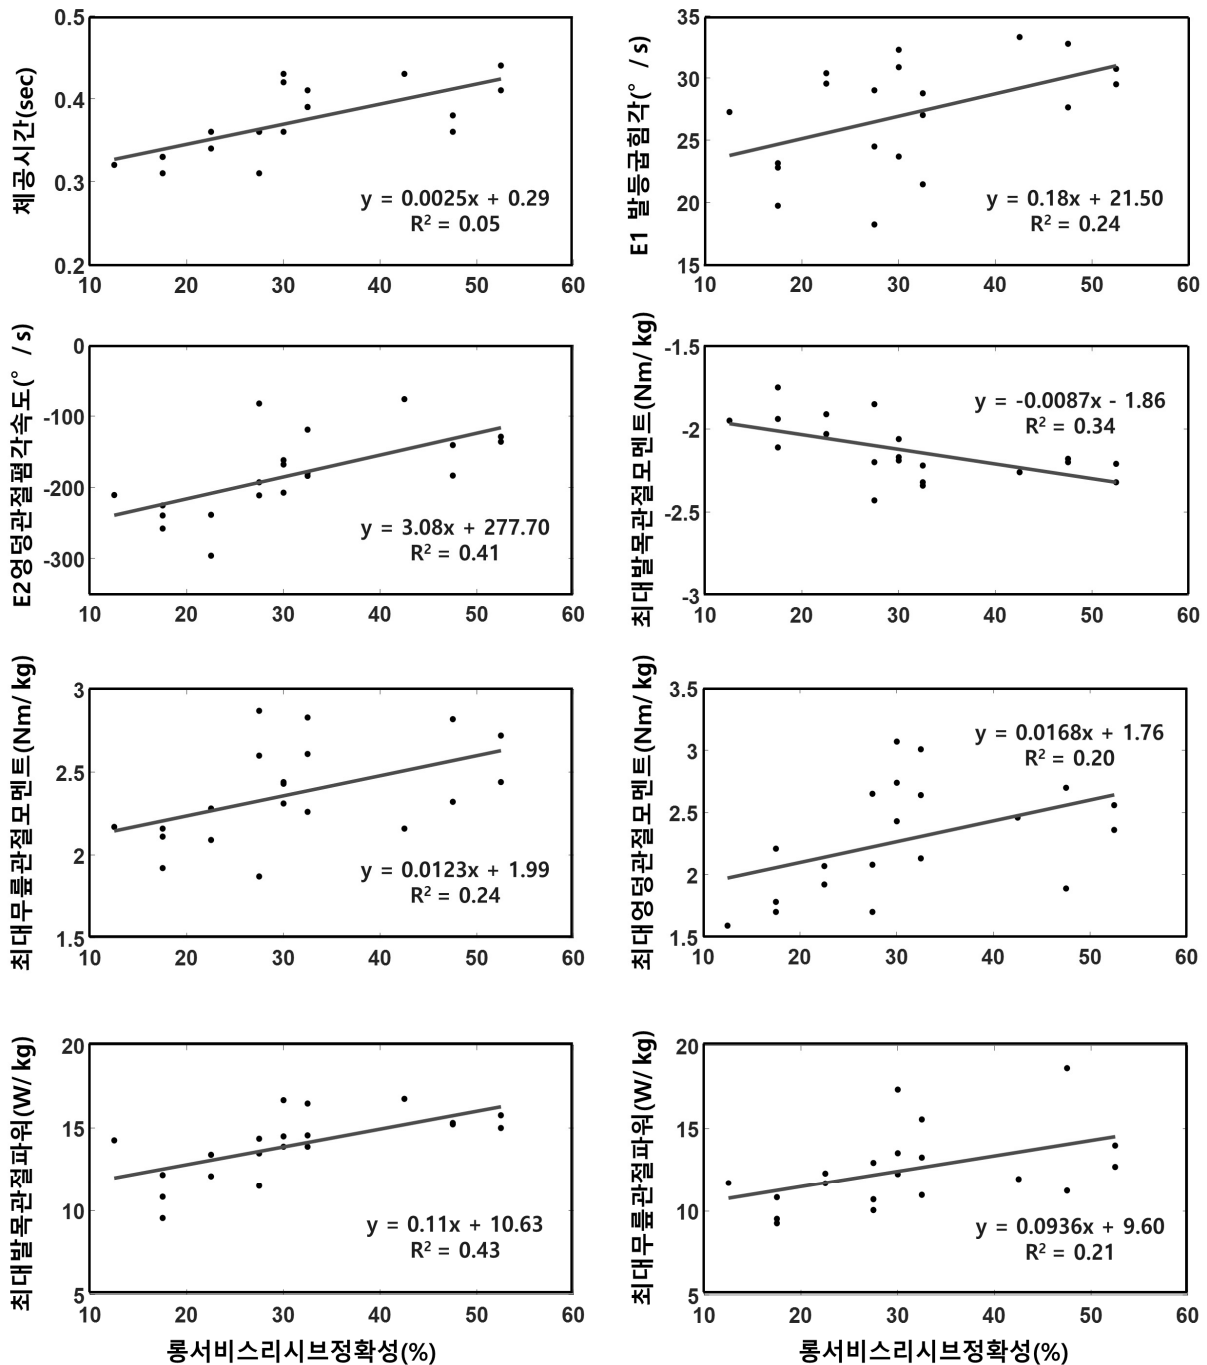 체공시간(sec)
0.5
0.4
0.3
0.2
y = 0.0025x + 0.29
R² = 0.05
10 20 30 40 50 60
E1 발등굽힘각(° / s)
35
30
25
20
15
y = 0.18x + 21.50
R² = 0.24
10 20 30 40 50 60
E2엉덩관절폄각속도(° / s)
0
-100
-200
-300
y = 3.08x + 277.70
R² = 0.41
10 20 30 40 50 60
최대발목관절모멘트(Nm/ kg)
-1.5
-2
-2.5
-3
y = -0.0087x - 1.86
R² = 0.34
10 20 30 40 50 60
최대무릎관절모멘트(Nm/ kg)
3
2.5
2
1.5
y = 0.0123x + 1.99
R² = 0.24
10 20 30 40 50 60
최대엉덩관절모멘트(Nm/ kg)
3.5
3
2.5
2
1.5
y = 0.0168x + 1.76
R² = 0.20
10 20 30 40 50 60
최대발목관절파워(W/ kg)
20
15
10
5
y = 0.11x + 10.63
R² = 0.43
10 20 30 40 50 60
롱서비스리시브정확성(%)
최대무릎관절파워(W/ kg)
20
15
10
5
y = 0.0936x + 9.60
R² = 0.21
10 20 30 40 50 60
롱서비스리시브정확성(%)